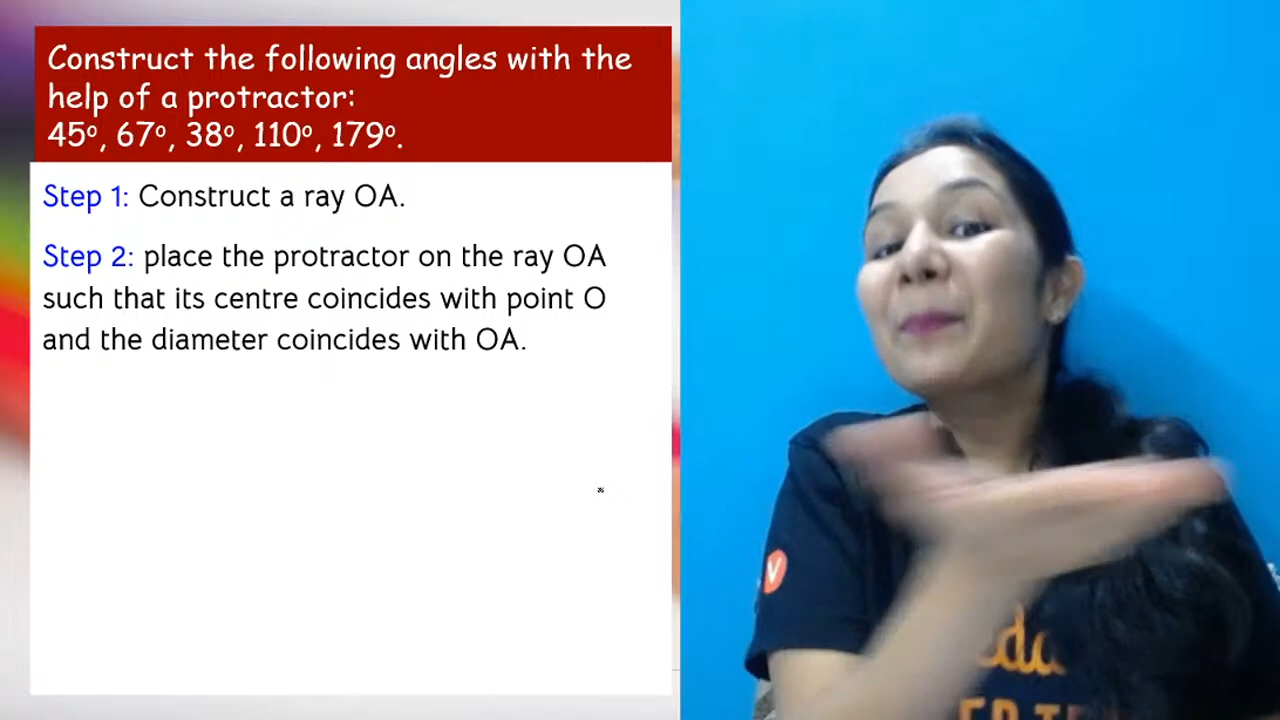 Construct the following angles with the
help of a protractor:
45º, 67º, 38º, 110º, 179º.
Step 1: Construct a ray OA.
Step 2: place the protractor on the ray OA
such that its centre coincides with point O
and the diameter coincides with OA.
V